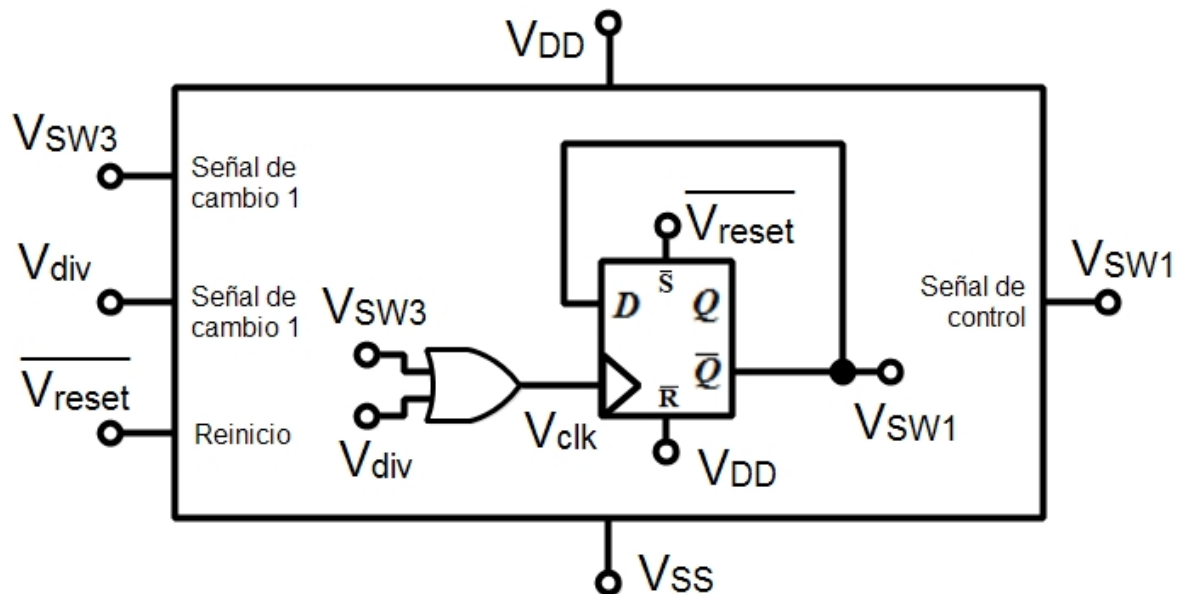 VDD
VSW3
Señal de
cambio 1
Vdiv
Señal de
cambio 1
Vreset
Reinicio
VSW3
Vdiv
Vclk
Vreset
S
D
Q
Q
R
VDD
VSW1
Señal de
control
VSW1
VSS